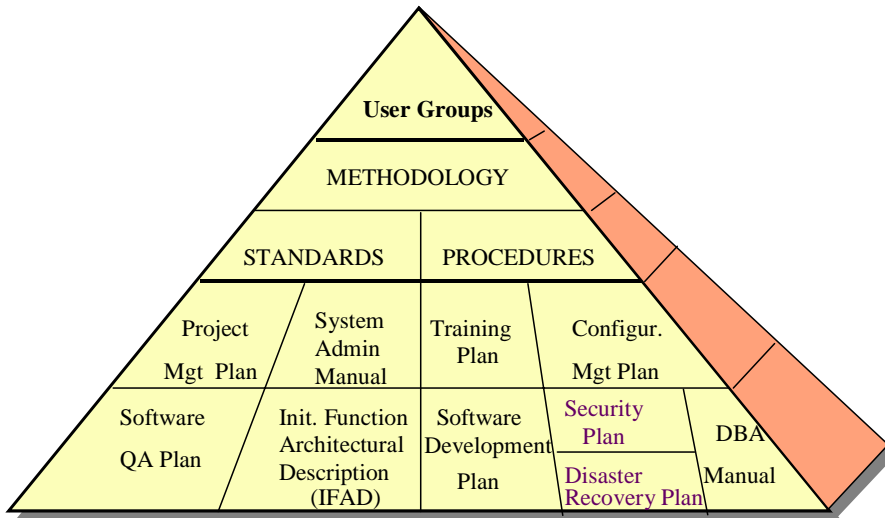 User Groups
METHODOLOGY
STANDARDS
PROCEDURES
Project
Mgt Plan
System
Admin
Manual
Training
Plan
Configur.
Mgt Plan
Software
QA Plan
Init. Function
Architectural
Description
(IFAD)
Software
Development
Plan
Security
Plan
Disaster
Recovery Plan
DBA
Manual